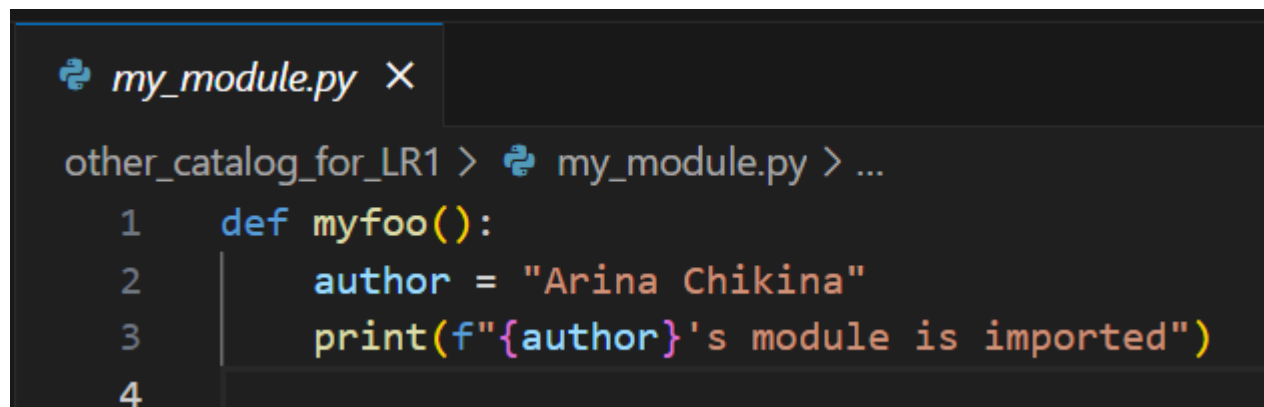 my_module.py ×
other_catalog_for_LR1 > my_module.py > ...
1 def myfoo():
2 author = "Arina Chikina"
3 print(f"{author}'s module is imported")
4